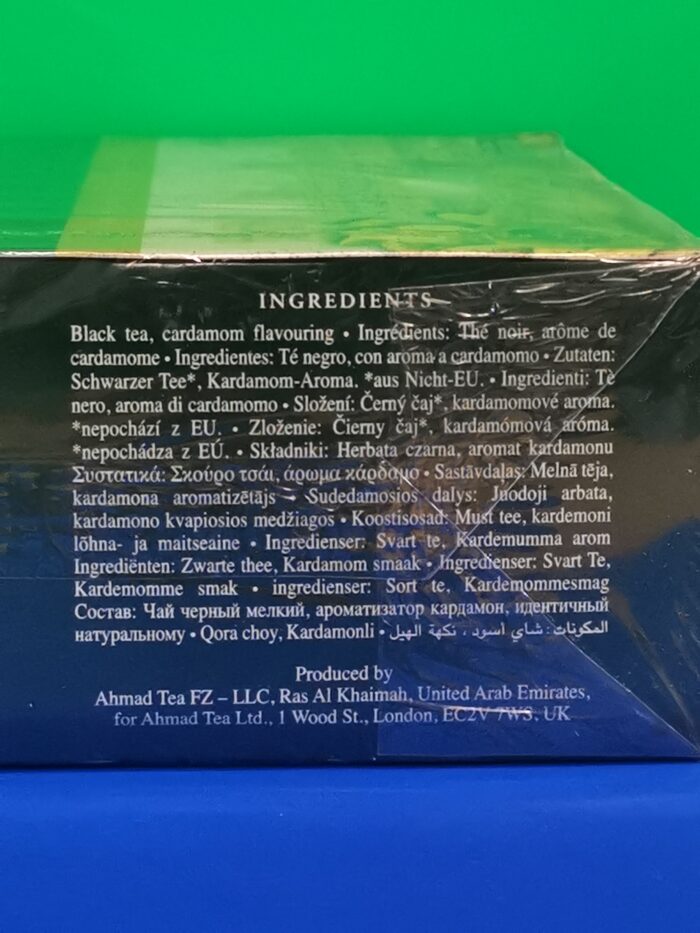 INGREDIENTS
Black tea, cardamom flavouring • Ingrédients: Thé noir, arôme de
cardamome • Ingredientes: Té negro, con aroma a cardamomo • Zutaten:
Schwarzer Tee*, Kardamom-Aroma. *aus Nicht-EU. • Ingredienti: Tè
nero, aroma di cardamomo • Složení: Černý čaj*, kardamomové aroma.
*nepochází z EU. • Zloženie: Čierny čaj*, kardamómová aróma.
*nepochádza z EÚ. • Składniki: Herbata czarna, aromat kardamonu
Συστατικά: Σκούρο τσάι, άρωμα κάρδαμο • Sastāvdaļas: Melnā tēja,
kardamona aromatizētājs • Sudedamosios dalys: Juodoji arbata,
kardamono kvapiosios medžiagos • Koostisosad: Must tee, kardemoni
lõhna- ja maitseaine • Ingredienser: Svart te, Kardemumma arom
Ingrediënten: Zwarte thee, Kardamom smaak • Ingredienser: Svart Te,
Kardemomme smak • ingredienser: Sort te, Kardemommesmag
Состав: Чай черный мелкий, ароматизатор кардамон, идентичный
натуральному • Qora choy, Kardamonli • المكونات: شاي أسود ، نكهة الهيل
Produced by
Ahmad Tea FZ – LLC, Ras Al Khaimah, United Arab Emirates,
for Ahmad Tea Ltd., 1 Wood St., London, EC2V 7WS, UK